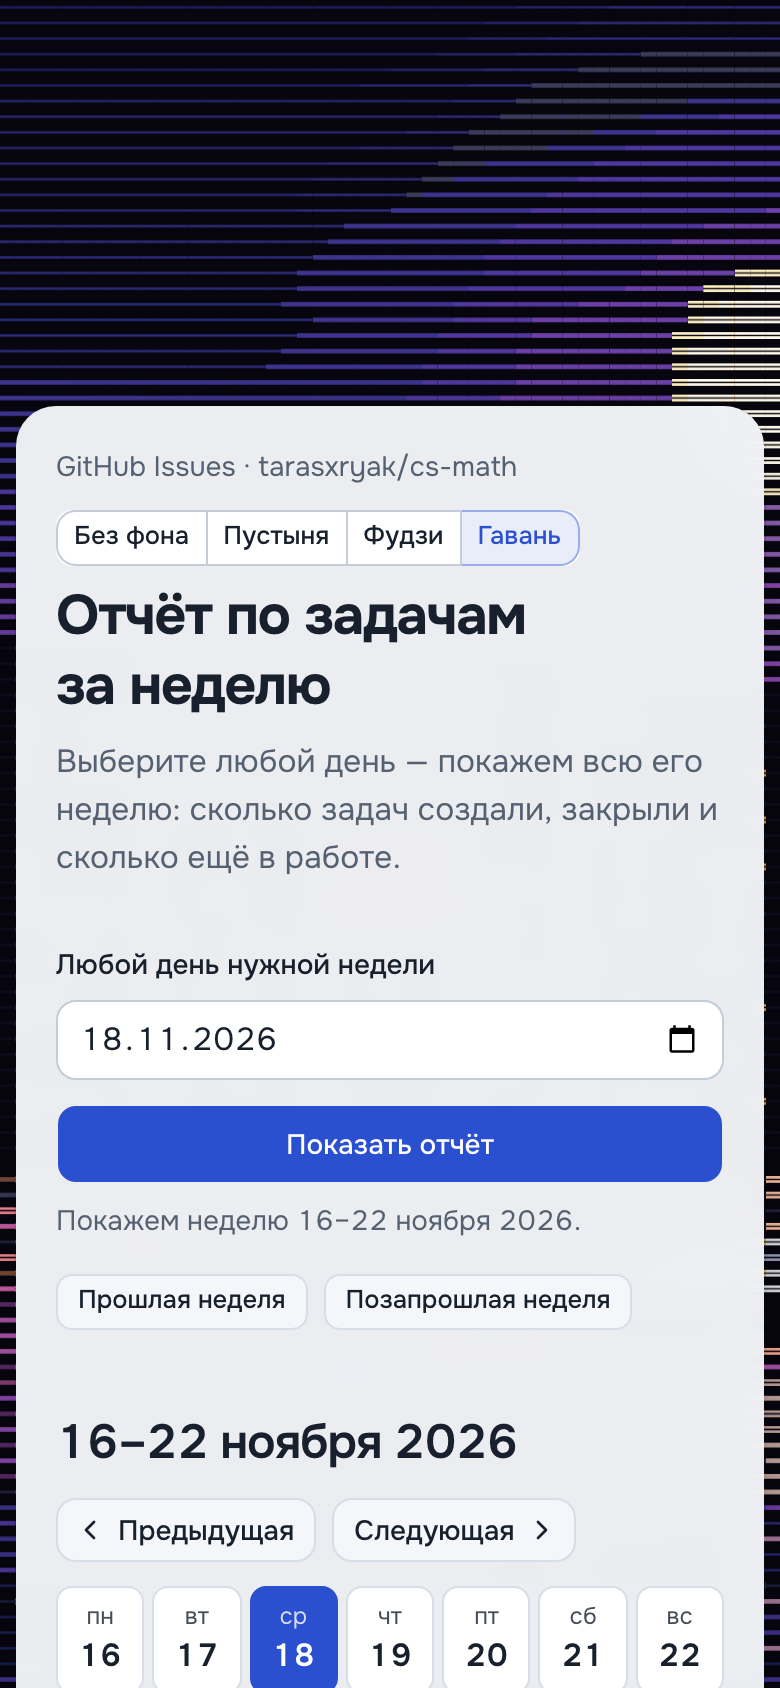 GitHub Issues · tarasxryak/cs-math
Без фона Пустыня Фудзи Гавань
Отчёт по задачам
за неделю
Выберите любой день — покажем всю его
неделю: сколько задач создали, закрыли и
сколько ещё в работе.
Любой день нужной недели
18.11.2026
Показать отчёт
Покажем неделю 16–22 ноября 2026.
Прошлая неделя Позапрошлая неделя
16–22 ноября 2026
Предыдущая Следующая
пн вт ср чт пт сб вс
16 17 18 19 20 21 22